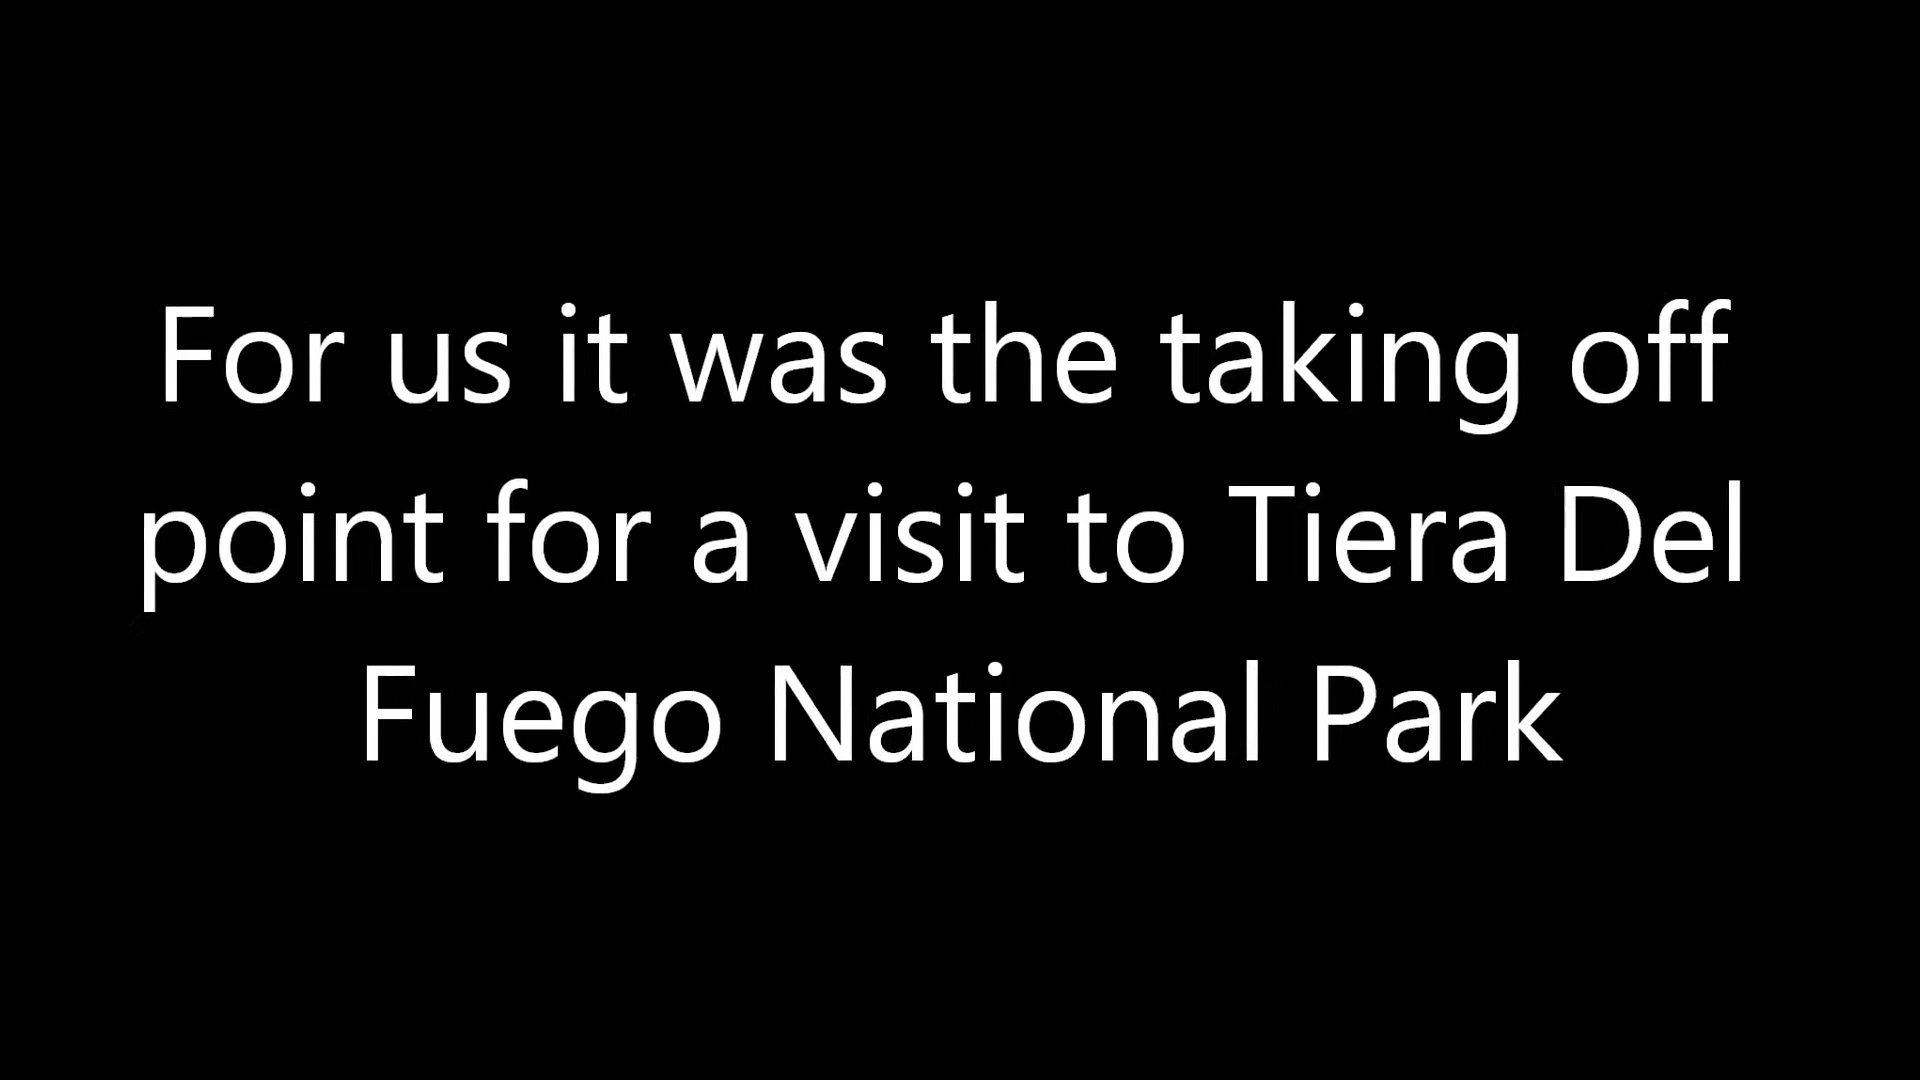 For us it was the taking off
point for a visit to Tiera Del
Fuego National Park